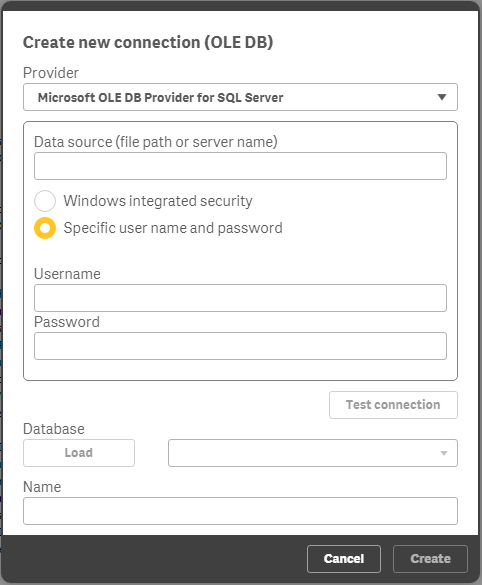 Create new connection (OLE DB)
Provider
Microsoft OLE DB Provider for SQL Server
Data source (file path or server name)
Windows integrated security
Specific user name and password
Username
Password
Test connection
Database
Load
Name
Cancel
Create